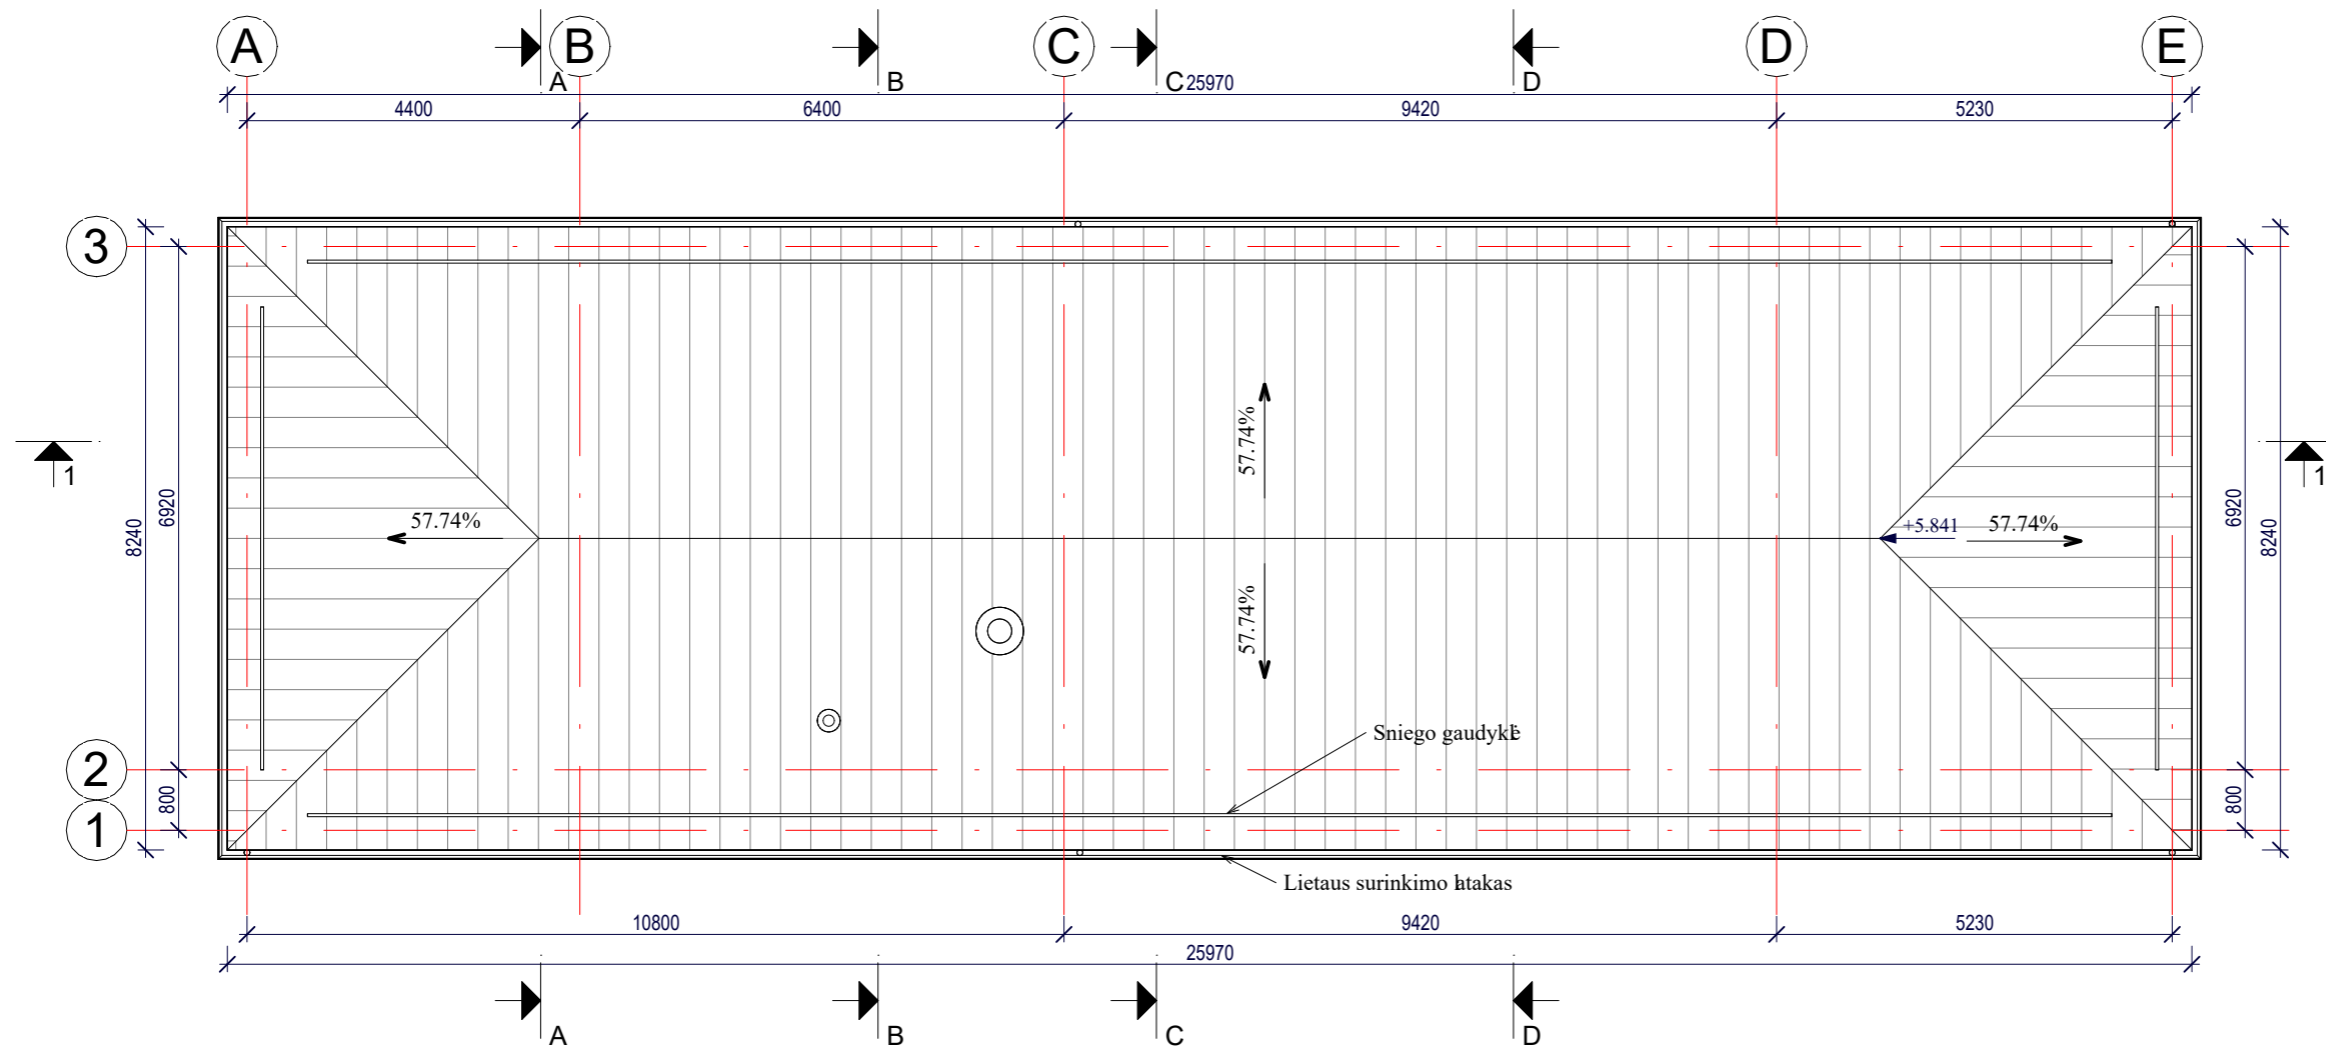 A B C D E
A B C 25970 D
4400 6400 9420 5230
3
1 1
8240 6920 6920 8240
57.74%
57.74% +5.841 57.74%
57.74%
Sniego gaudyklė
2
800 800
1
Lietaus surinkimo latakas
10800 9420 5230
25970
A B C D